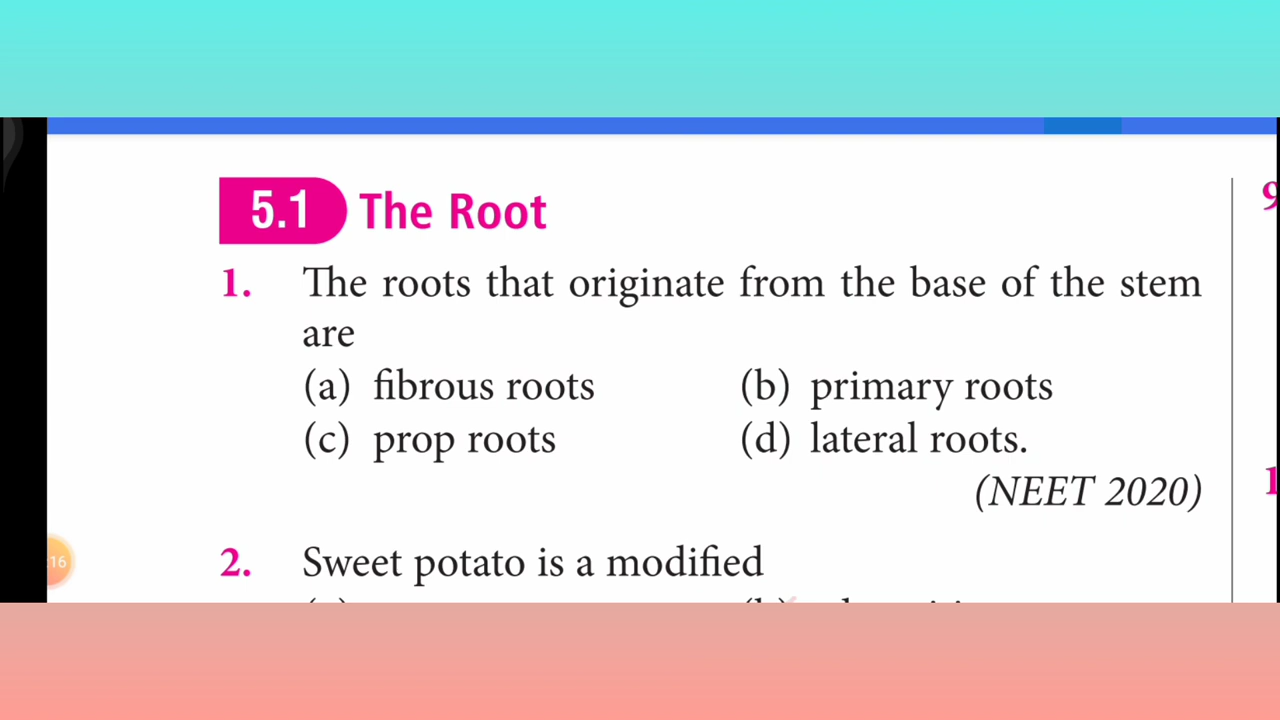 5.1 The Root
1. The roots that originate from the base of the stem
are
(a) fibrous roots (b) primary roots
(c) prop roots (d) lateral roots.
(NEET 2020)
2. Sweet potato is a modified
16